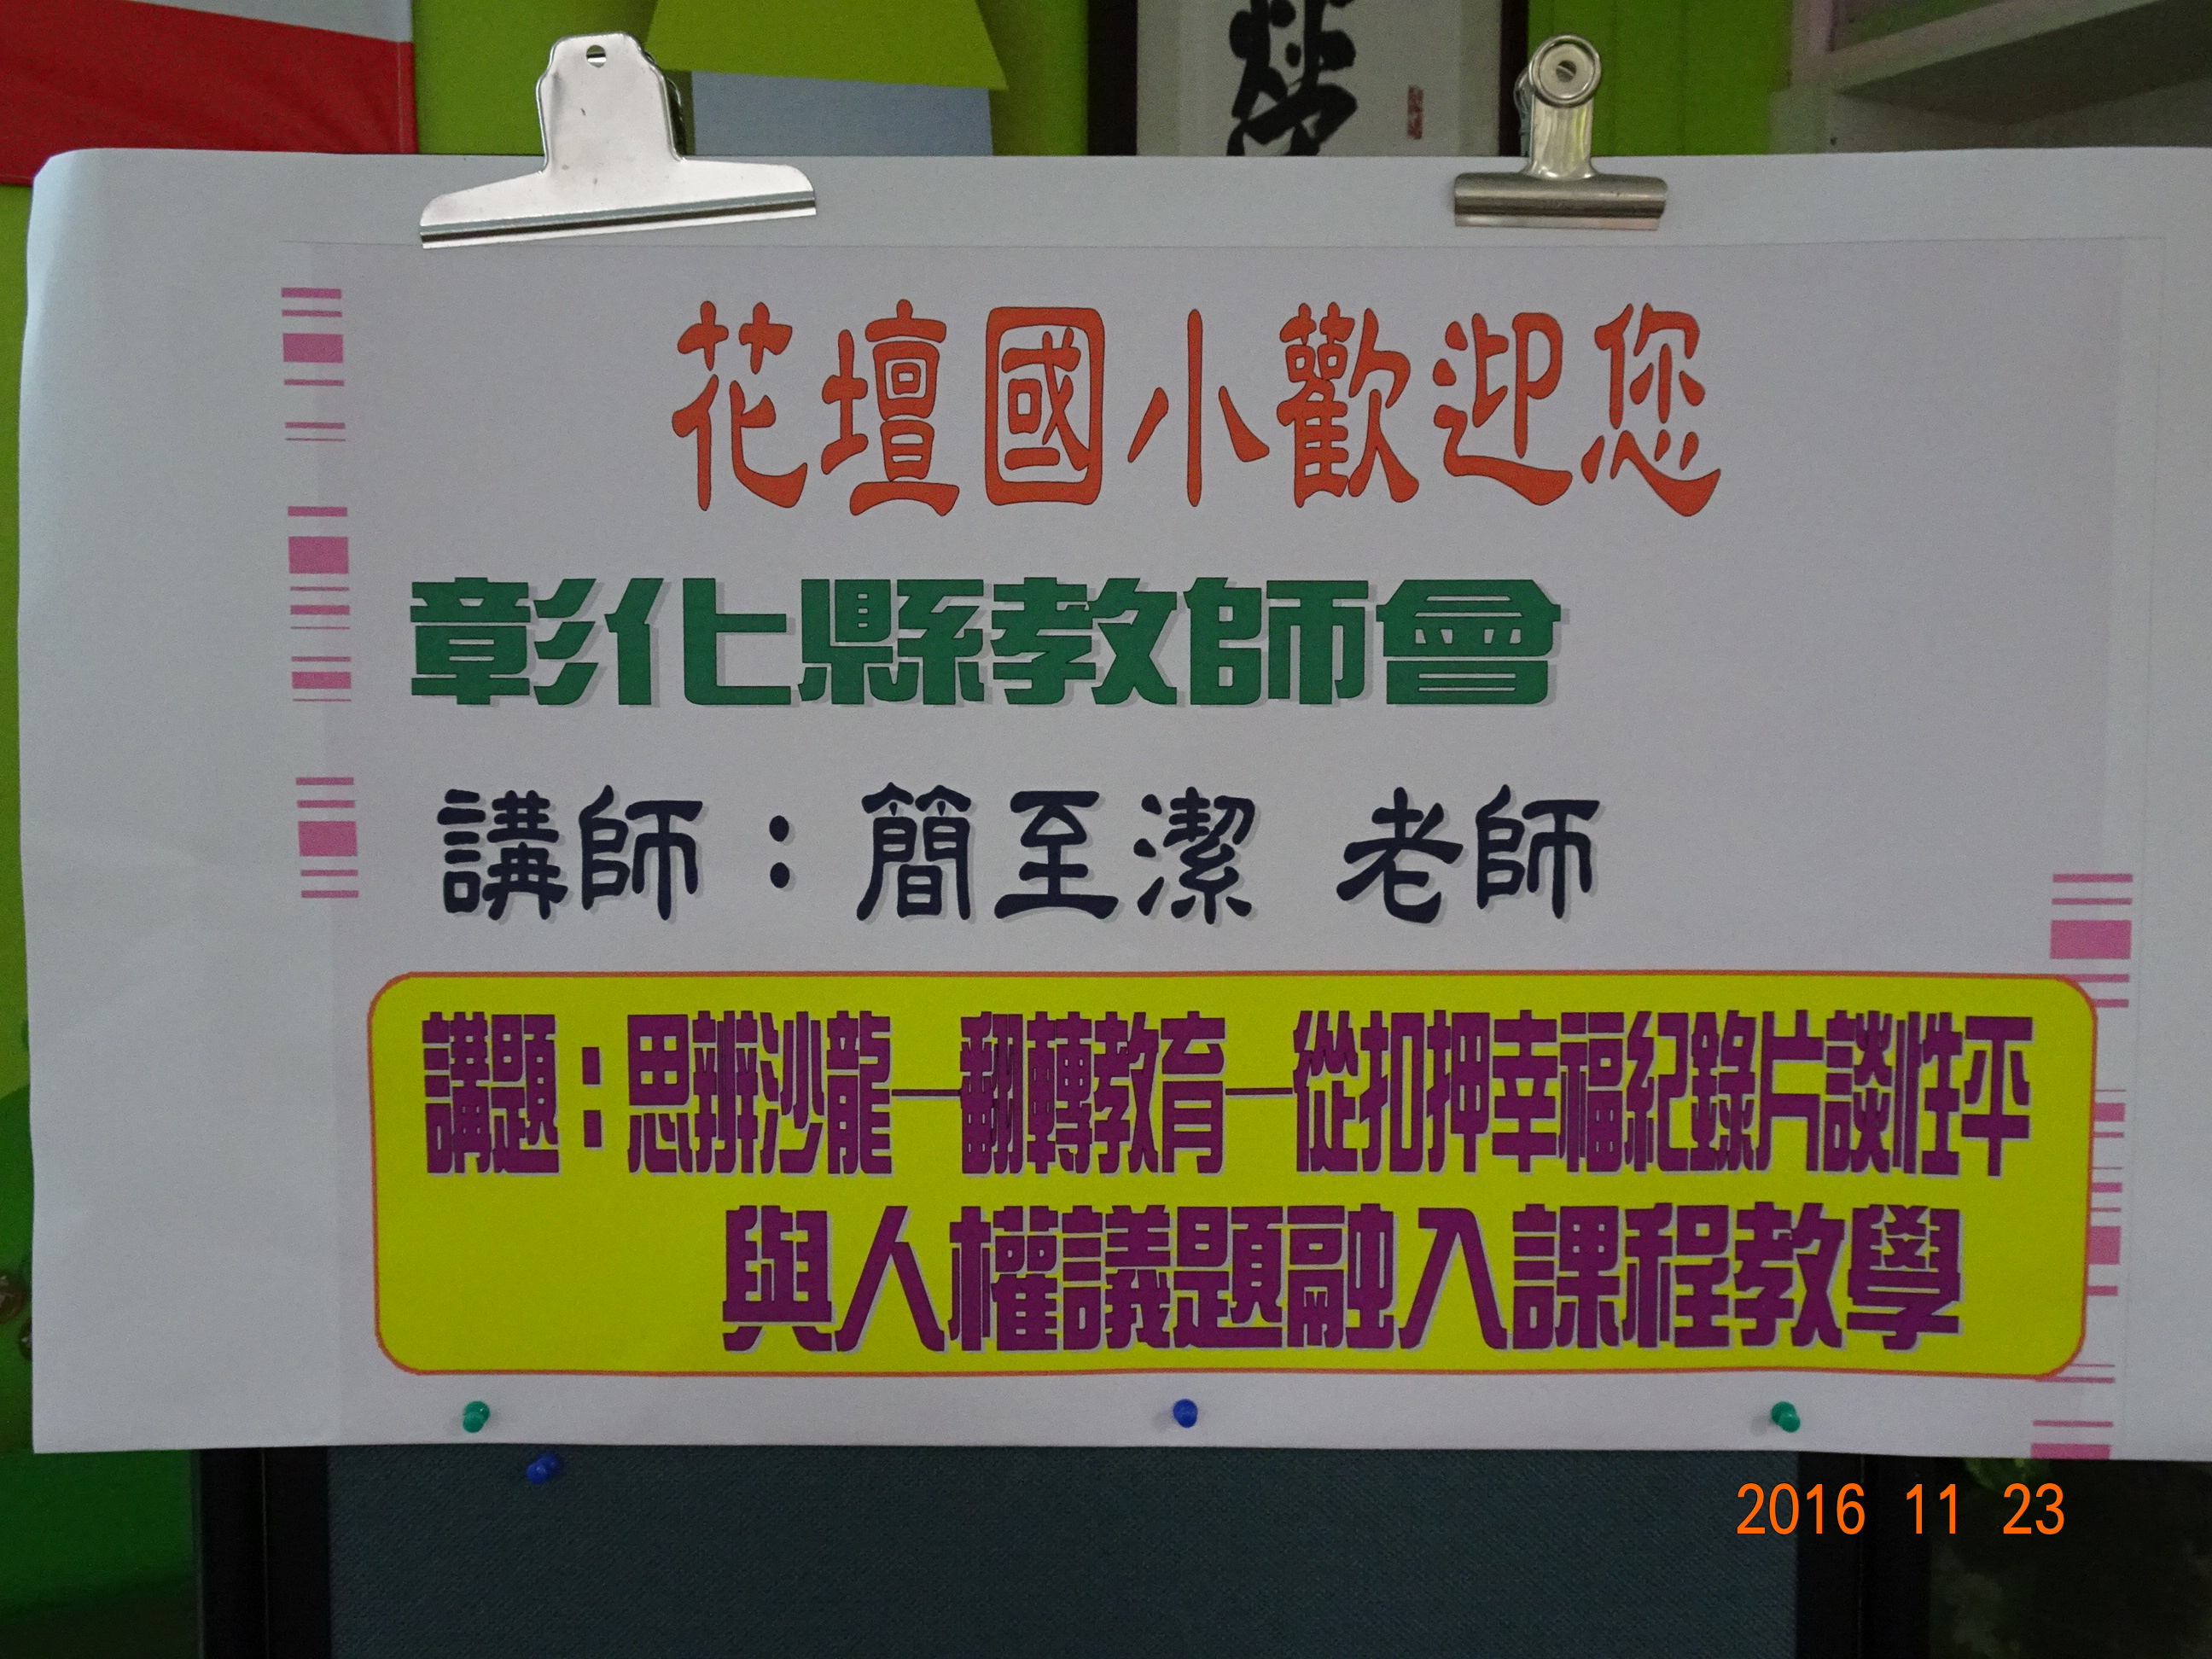 花壇國小歡迎您
彰化縣教師會
講師：簡至潔 老師
講題：思辨沙龍—翻轉教育—從扣押幸福紀錄片談性平
與人權議題融入課程教學
2016 11 23